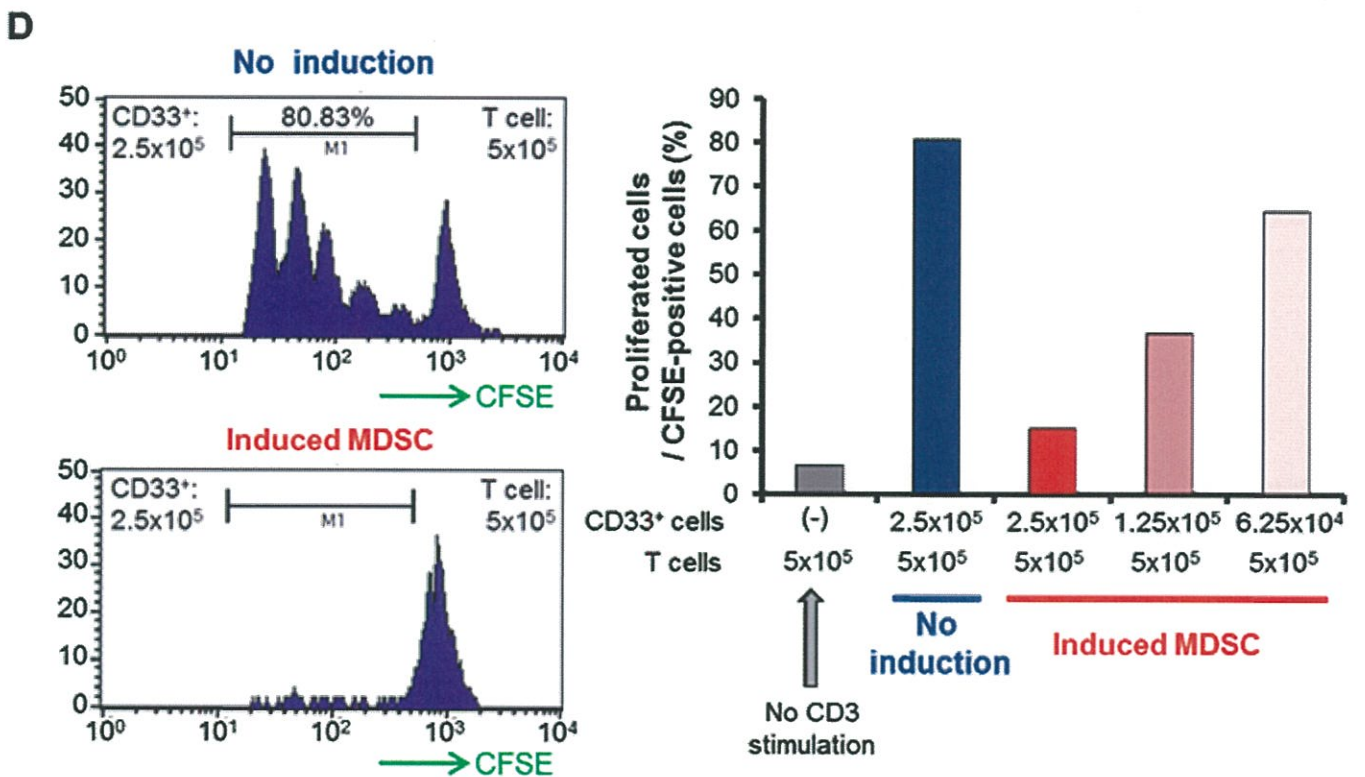 D
No induction
50
40
30
20
10
0
CD33⁺:
2.5x10⁵
80.83%
M1
T cell:
5x10⁵
10⁰ 10¹ 10² 10³ 10⁴
CFSE
Induced MDSC
50
40
30
20
10
0
CD33⁺:
2.5x10⁵
M1
T cell:
5x10⁵
10⁰ 10¹ 10² 10³ 10⁴
CFSE
Proliferated cells
/ CFSE-positive cells (%)
90
80
70
60
50
40
30
20
10
0
CD33⁺ cells (-) 2.5x10⁵ 2.5x10⁵ 1.25x10⁵ 6.25x10⁴
T cells 5x10⁵ 5x10⁵ 5x10⁵ 5x10⁵ 5x10⁵
No
induction
Induced MDSC
No CD3
stimulation